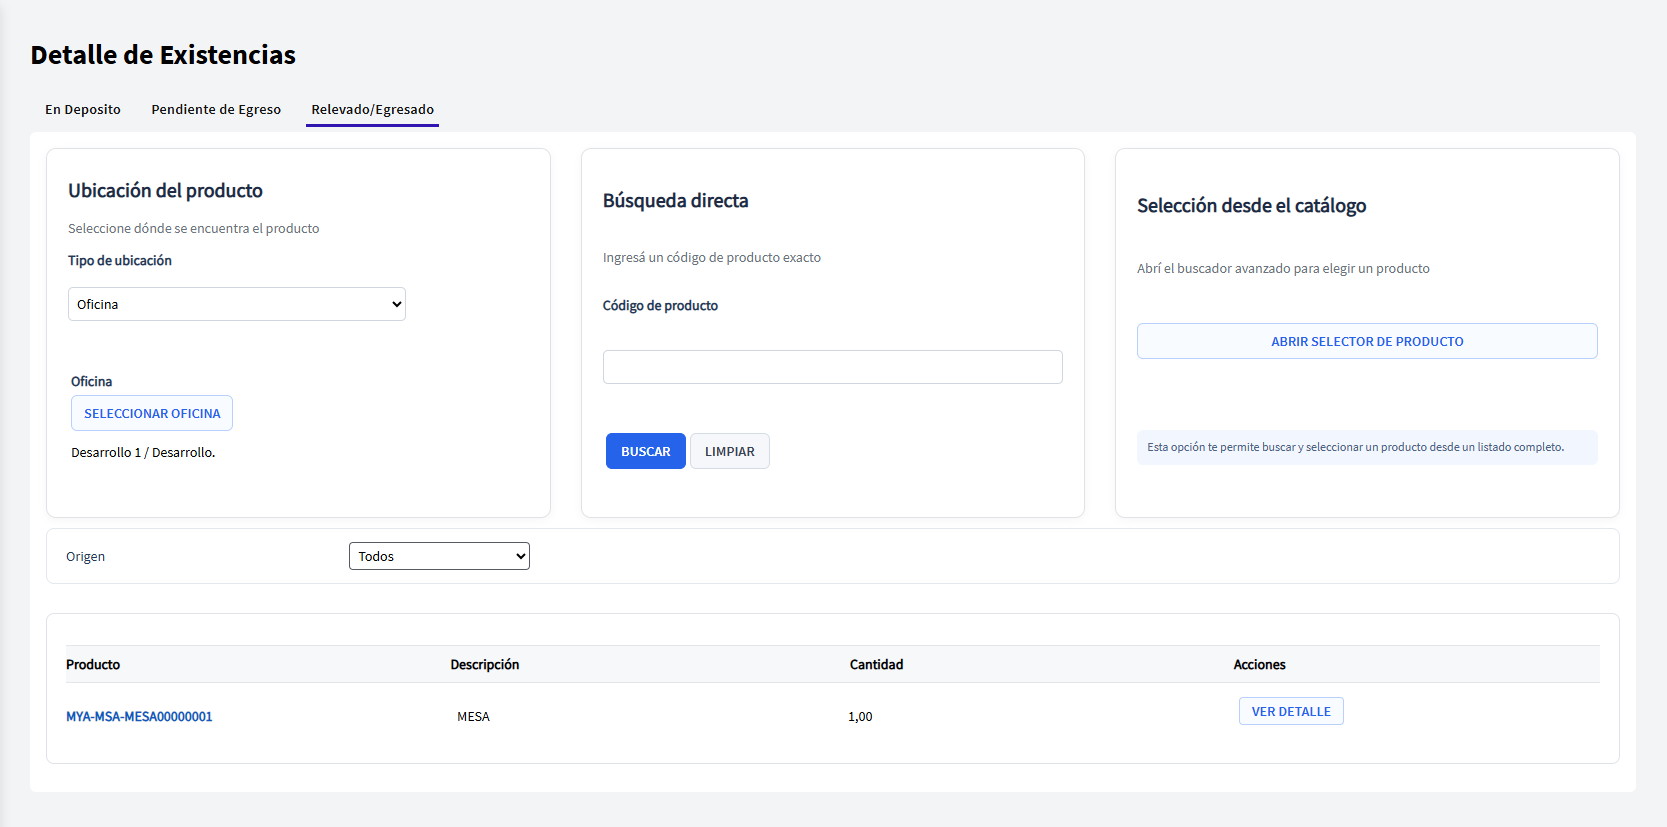 Detalle de Existencias
En Deposito
Pendiente de Egreso
Relevado/Egresado
Ubicación del producto
Seleccione dónde se encuentra el producto
Tipo de ubicación
Oficina
Oficina
SELECCIONAR OFICINA
Desarrollo 1 / Desarrollo.
Búsqueda directa
Ingresá un código de producto exacto
Código de producto
BUSCAR
LIMPIAR
Selección desde el catálogo
Abrí el buscador avanzado para elegir un producto
ABRIR SELECTOR DE PRODUCTO
Esta opción te permite buscar y seleccionar un producto desde un listado completo.
Origen
Todos
Producto
Descripción
Cantidad
Acciones
MYA-MSA-MESA00000001
MESA
1,00
VER DETALLE